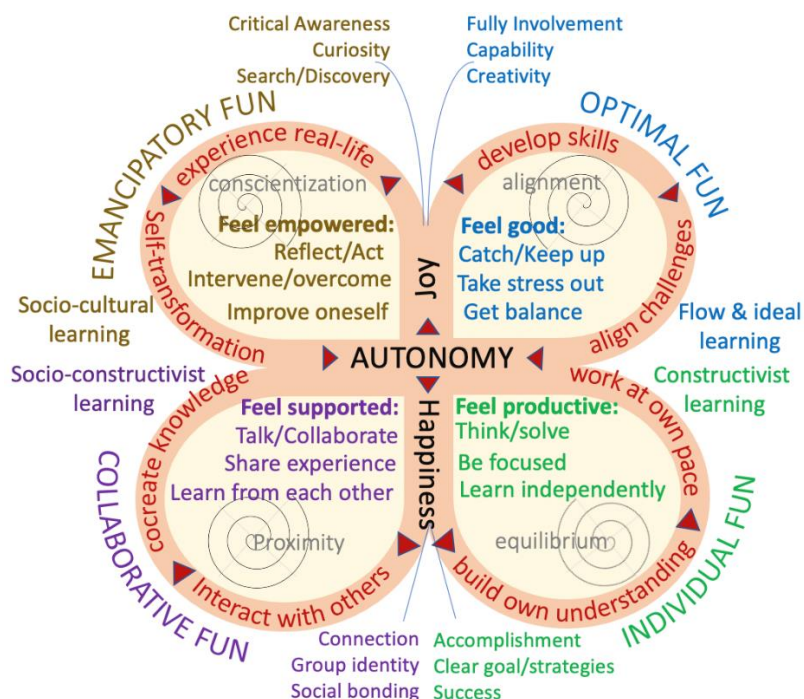 Critical Awareness
Curiosity
Search/Discovery
Fully Involvement
Capability
Creativity
EMANCIPATORY FUN
OPTIMAL FUN
experience real-life
develop skills
conscientization
alignment
Self-transformation
align challenges
Feel empowered:
Reflect/Act
Intervene/overcome
Improve oneself
Feel good:
Catch/Keep up
Take stress out
Get balance
Joy
Socio-cultural
learning
Flow & ideal
learning
AUTONOMY
Socio-constructivist
learning
Constructivist
learning
cocreate knowledge
work at own pace
Feel supported:
Talk/Collaborate
Share experience
Learn from each other
Happiness
Feel productive:
Think/solve
Be focused
Learn independently
Proximity
equilibrium
Interact with others
build own understanding
COLLABORATIVE FUN
INDIVIDUAL FUN
Connection
Group identity
Social bonding
Accomplishment
Clear goal/strategies
Success